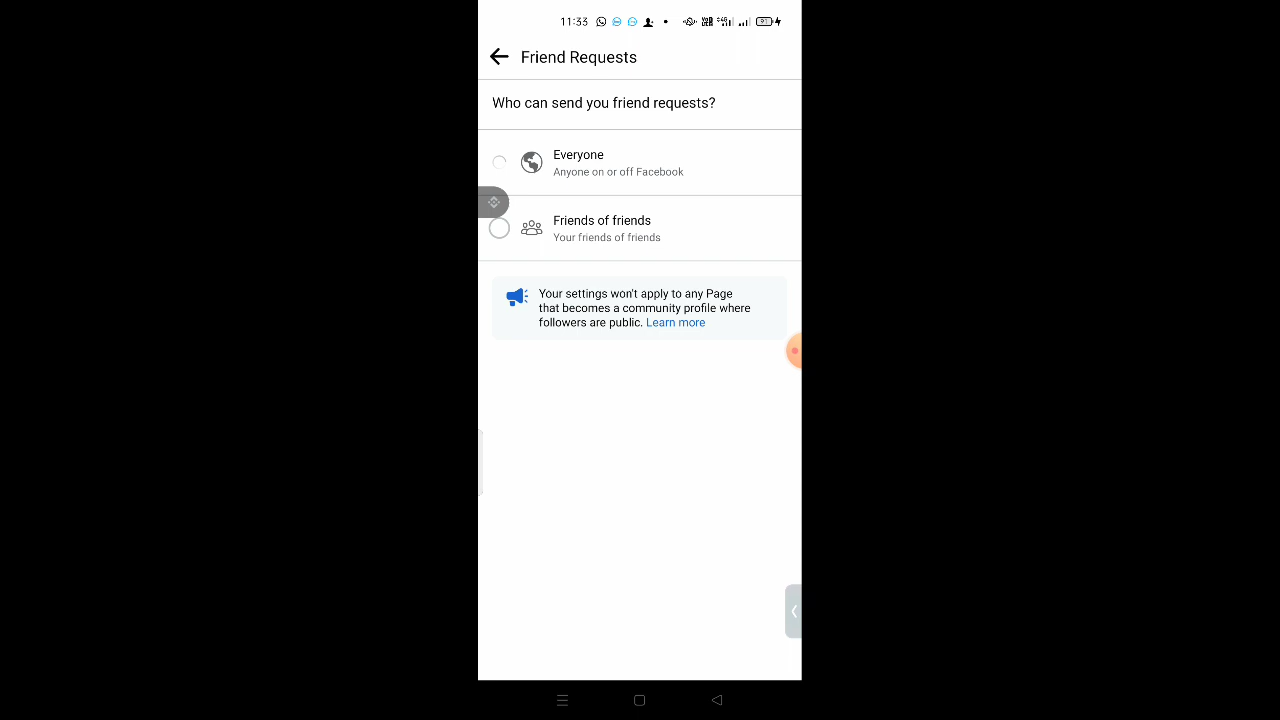 11:33
91
Friend Requests
Who can send you friend requests?
Everyone
Anyone on or off Facebook
Friends of friends
Your friends of friends
Your settings won't apply to any Page
that becomes a community profile where
followers are public. Learn more